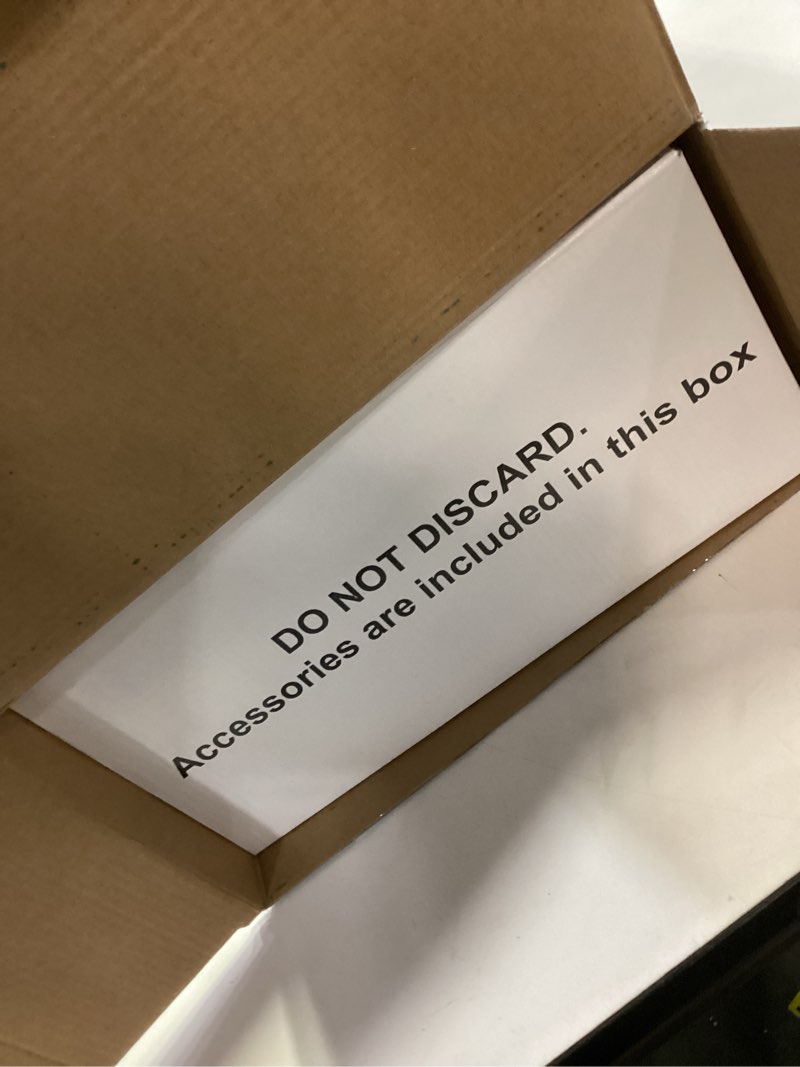 DO NOT DISCARD.
Accessories are included in this box